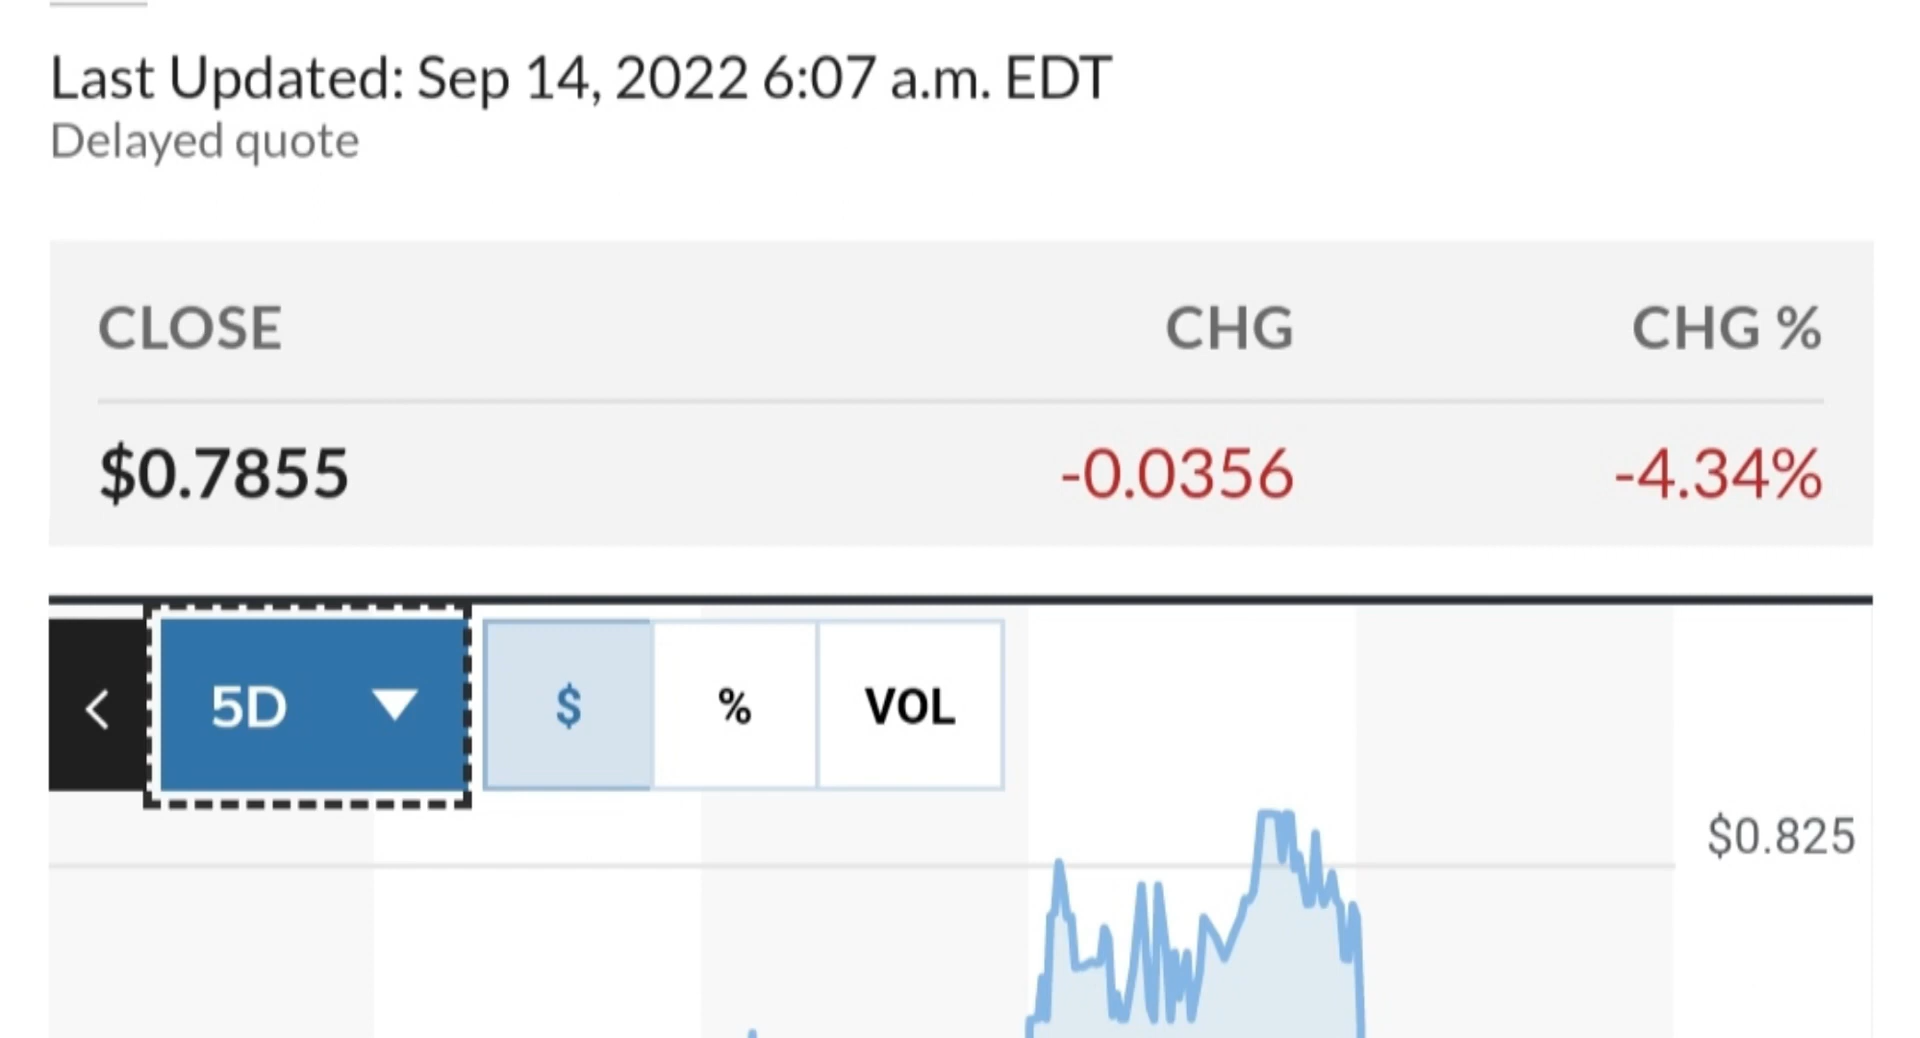 Last Updated: Sep 14, 2022 6:07 a.m. EDT
Delayed quote
CLOSE CHG CHG %
$0.7855 -0.0356 -4.34%
5D $ % VOL
$0.825